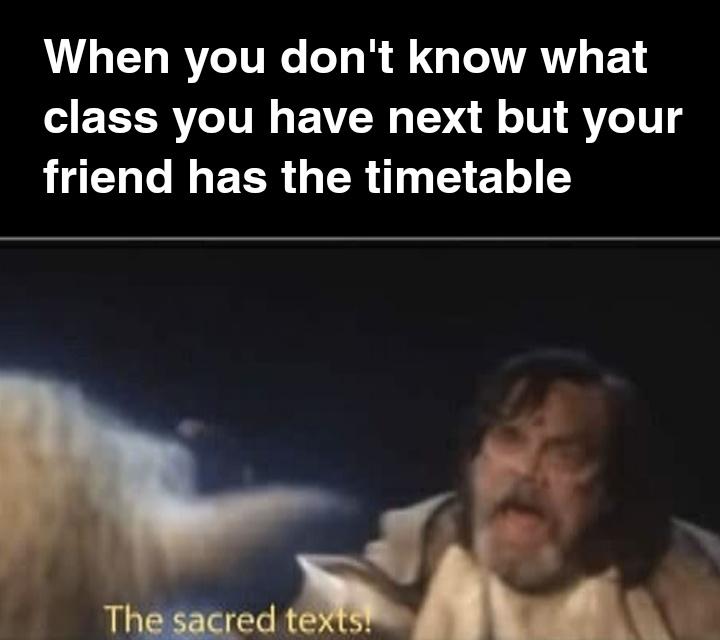 When you don't know what
class you have next but your
friend has the timetable
The sacred texts!